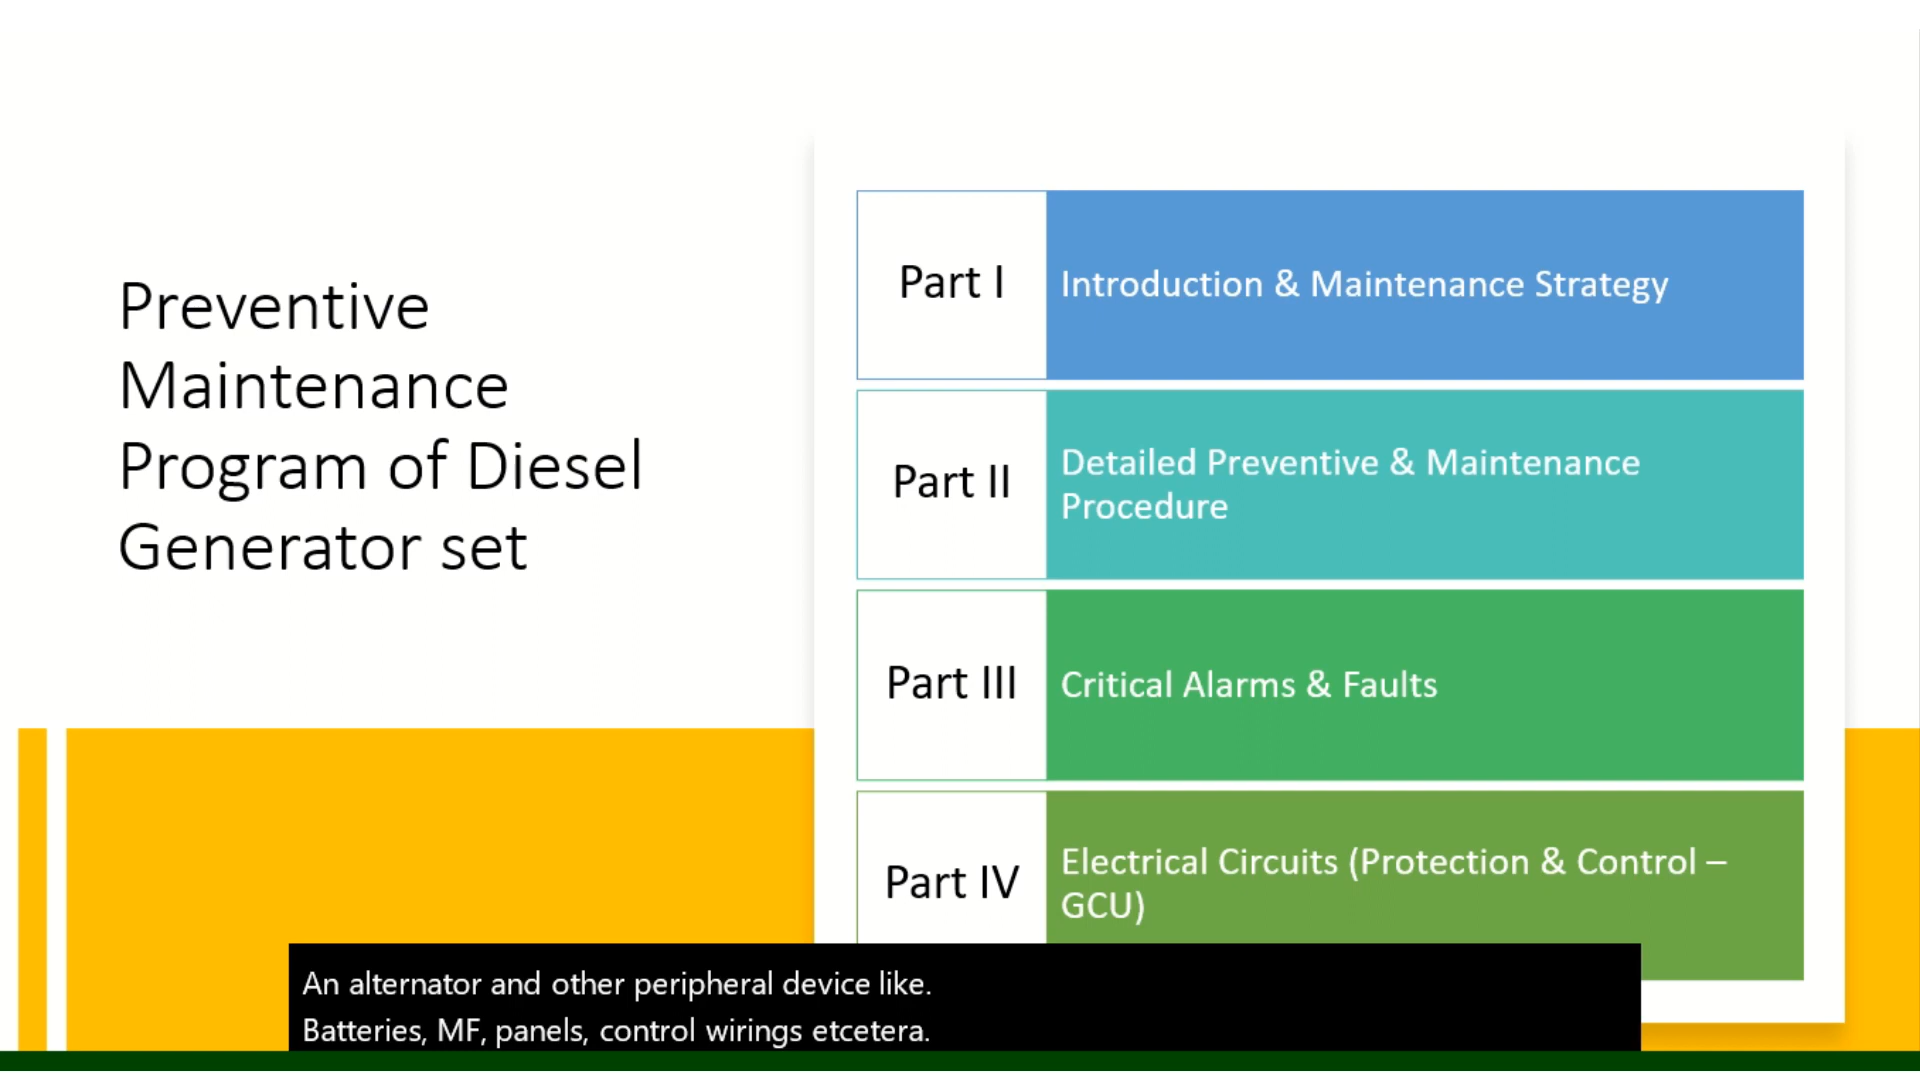 Preventive
Maintenance
Program of Diesel
Generator set
Part I
Introduction & Maintenance Strategy
Part II
Detailed Preventive & Maintenance
Procedure
Part III
Critical Alarms & Faults
Part IV
Electrical Circuits (Protection & Control –
GCU)
An alternator and other peripheral device like.
Batteries, MF, panels, control wirings etcetera.